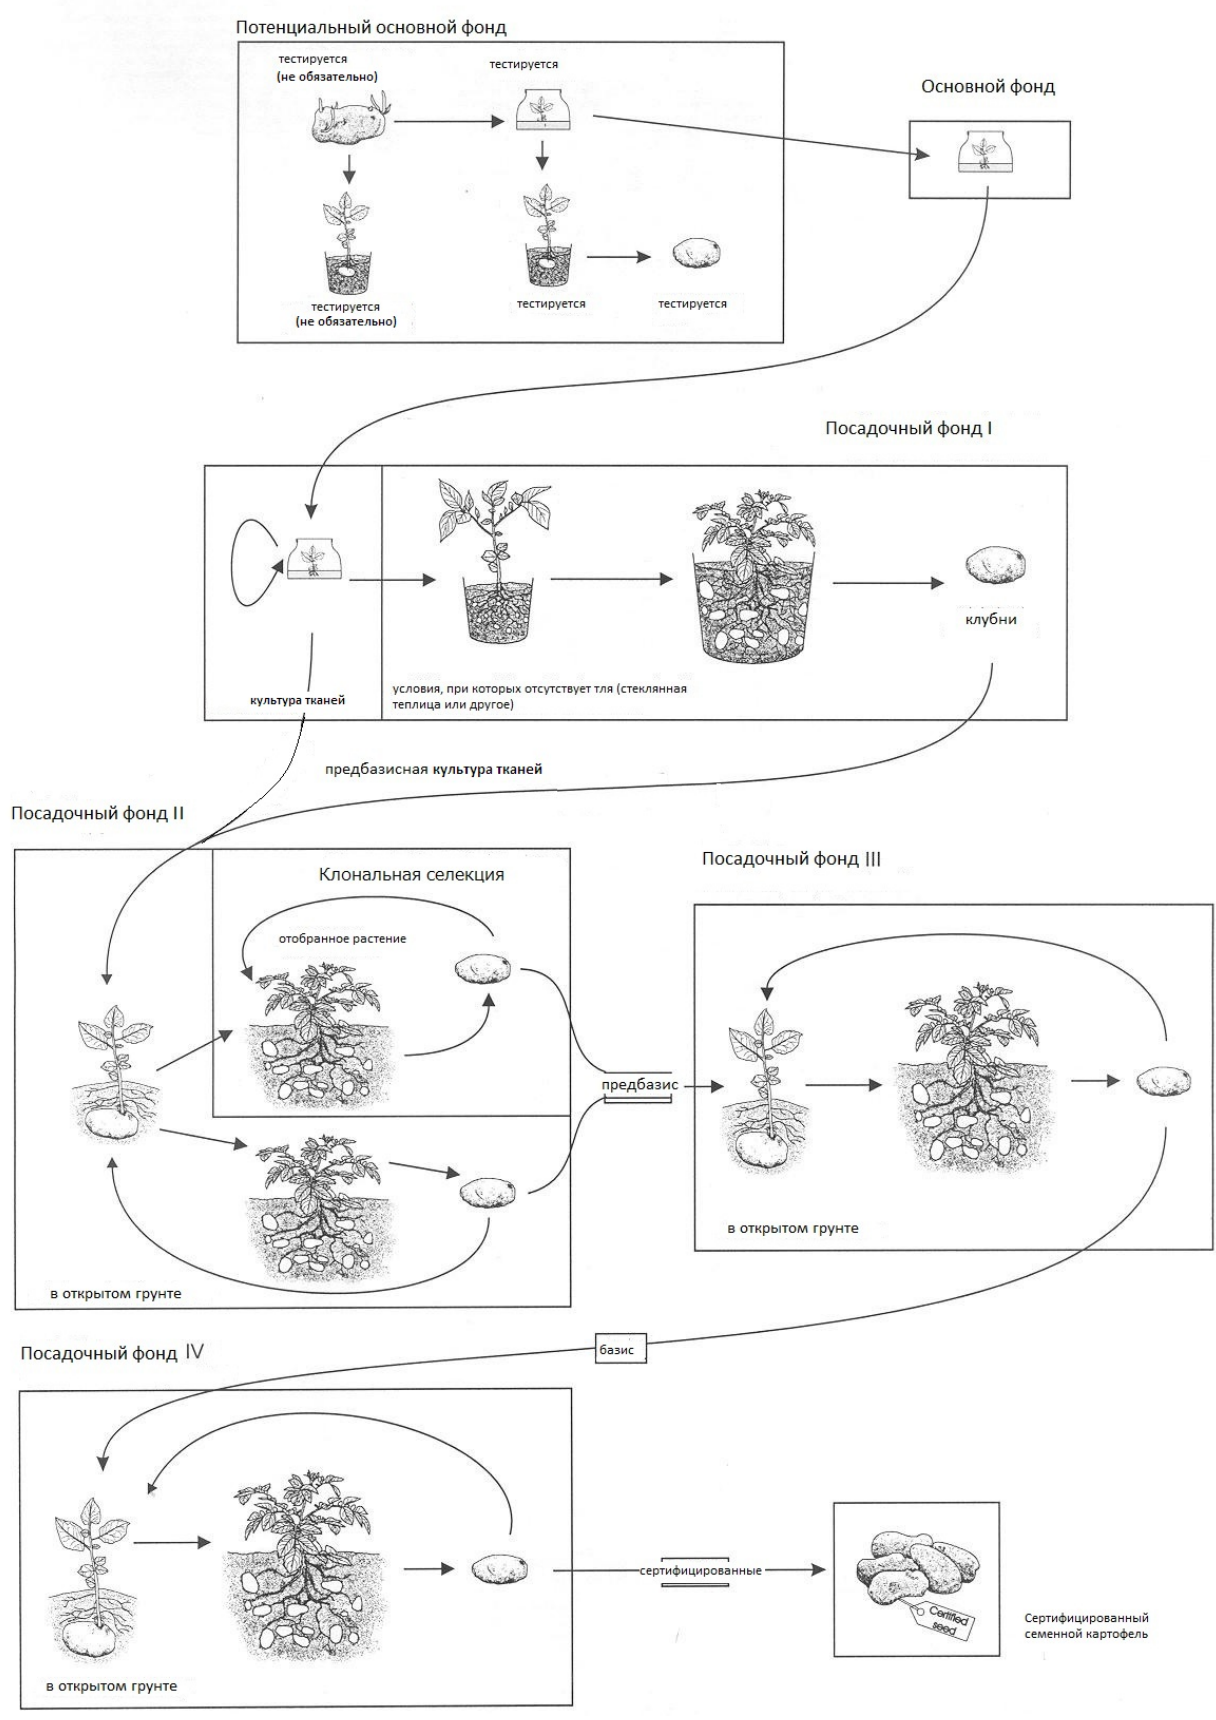 Потенциальный основной фонд
тестируется
(не обязательно)
тестируется
Основной фонд
тестируется
(не обязательно)
тестируется
тестируется
Посадочный фонд I
клубни
культура тканей
условия, при которых отсутствует тля (стеклянная
теплица или другое)
предбазисная культура тканей
Посадочный фонд II
Клональная селекция
отобранное растение
Посадочный фонд III
предбазис
в открытом грунте
в открытом грунте
базис
Посадочный фонд IV
сертифицированные
Certified
seed
Сертифицированный
семенной картофель
в открытом грунте